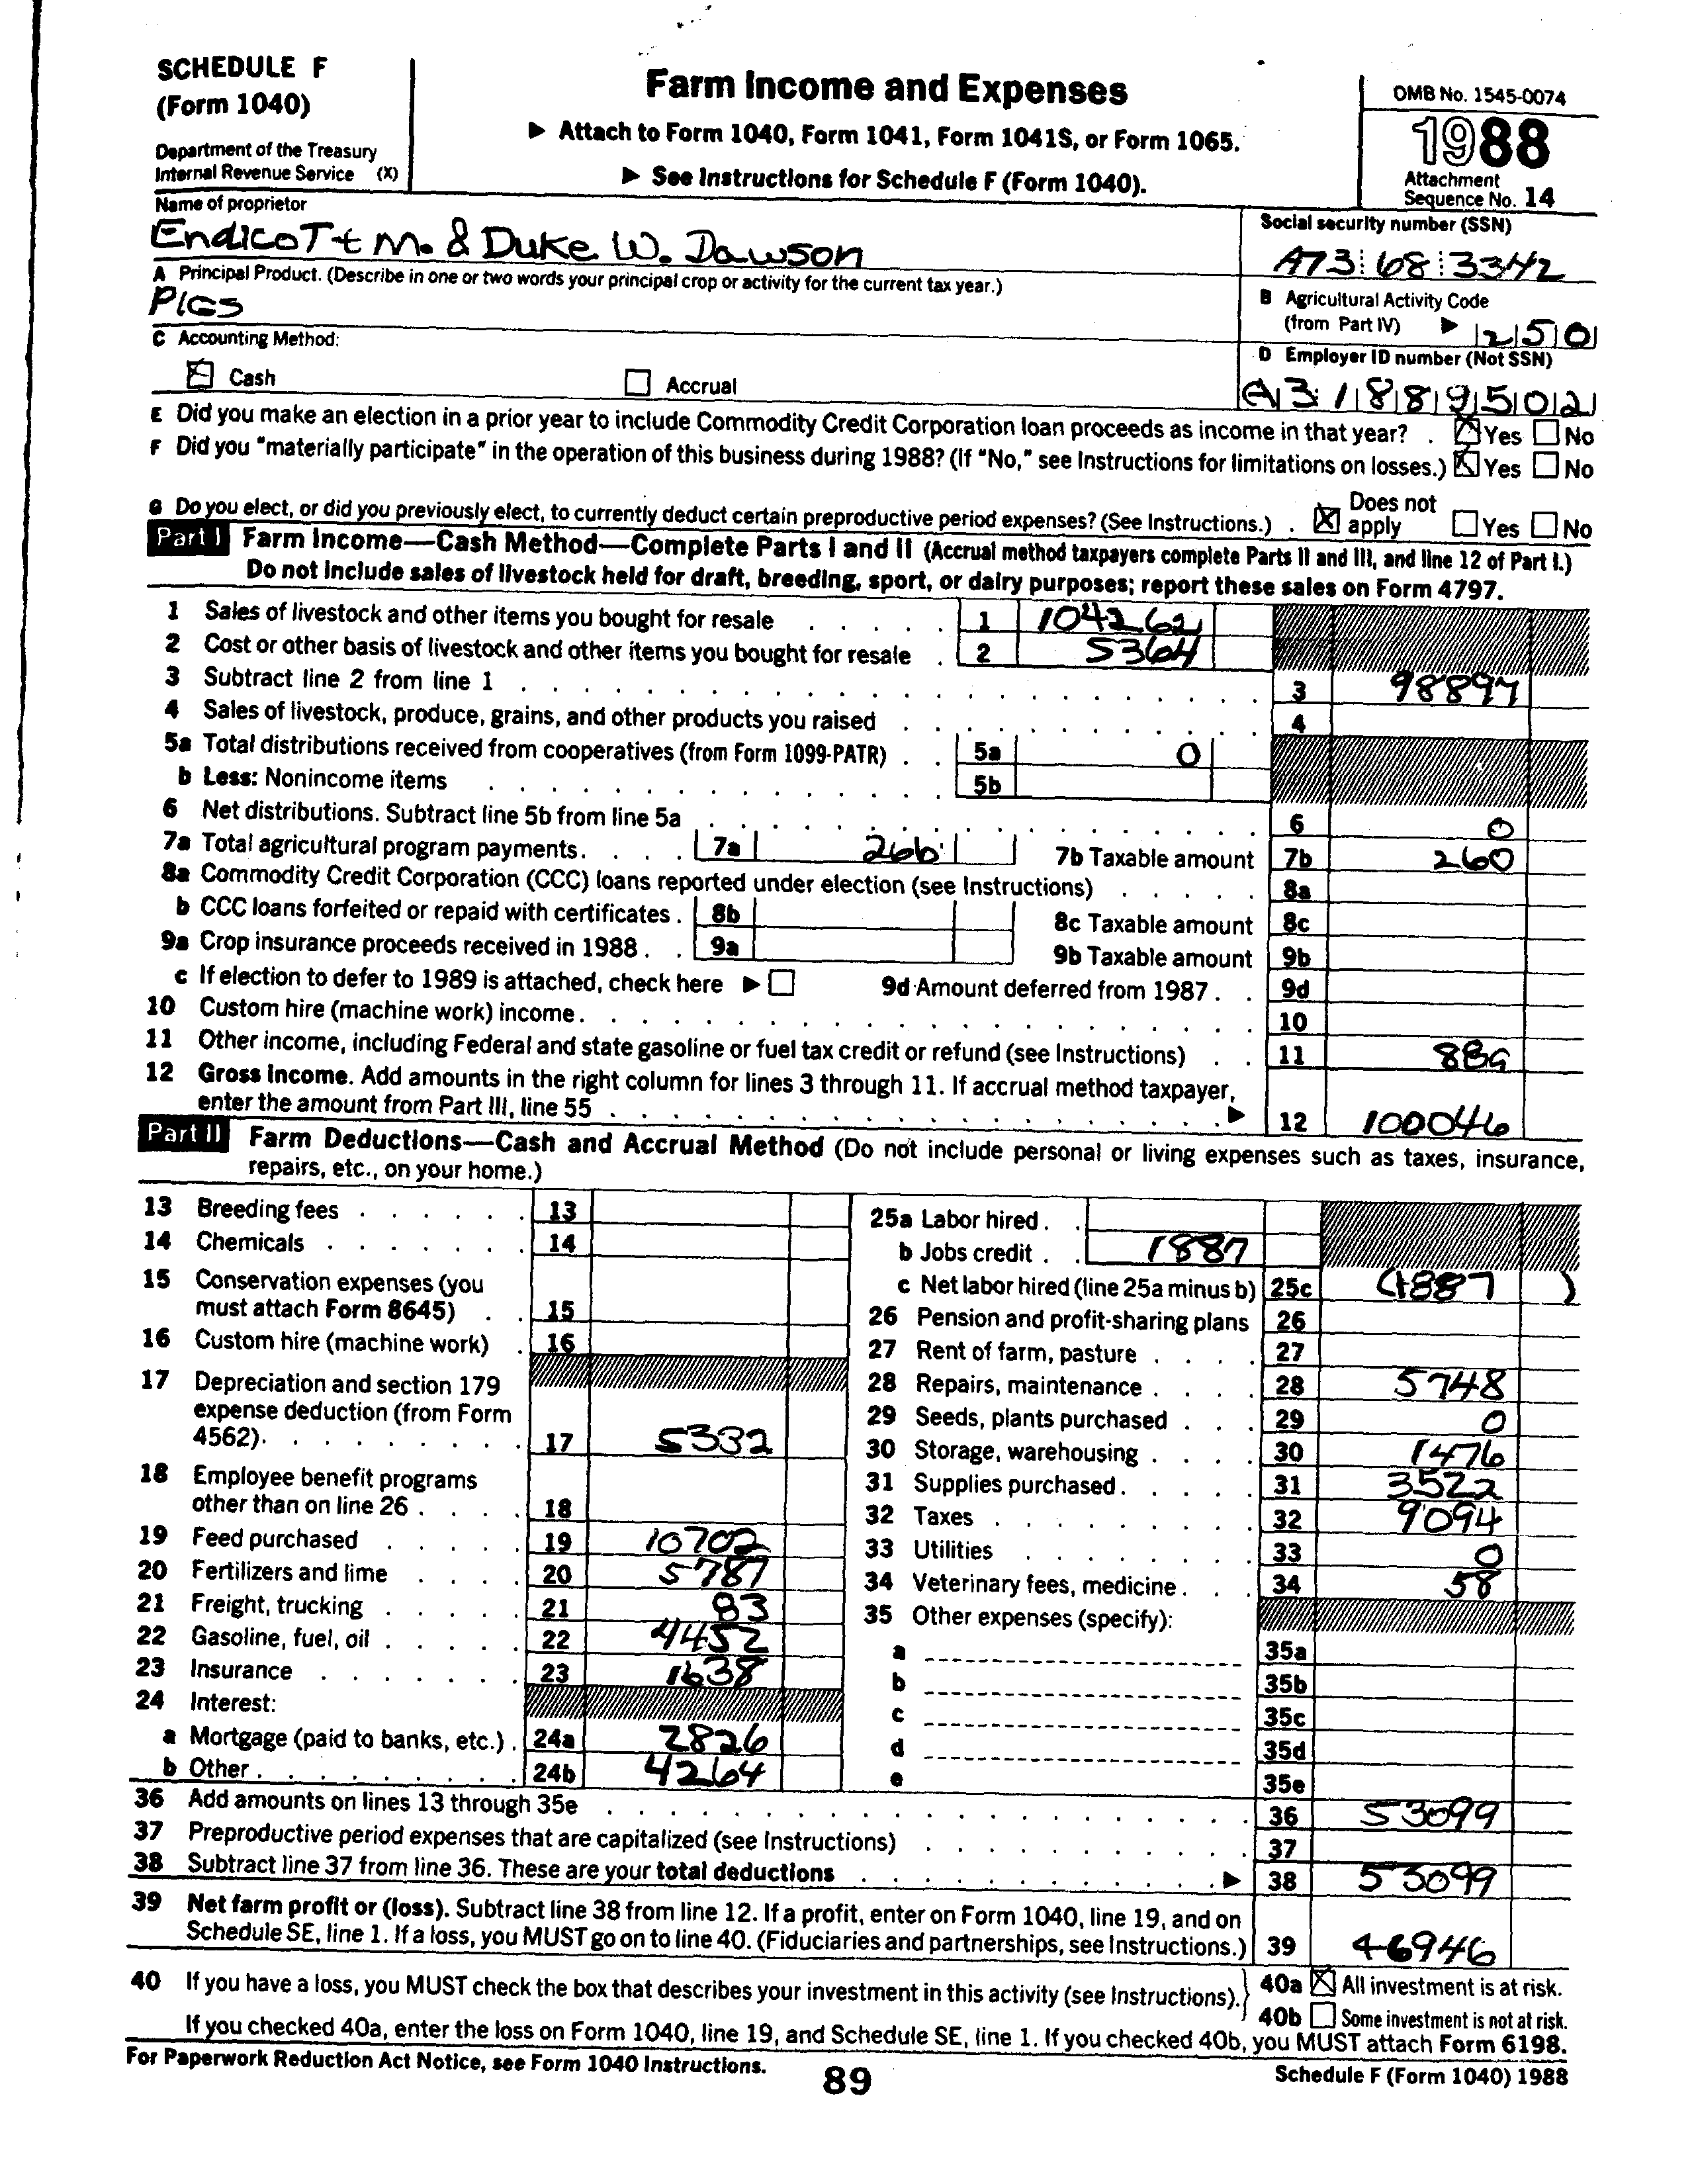 SCHEDULE F
(Form 1040)
Department of the Treasury
Internal Revenue Service (X)
Farm Income and Expenses
▶ Attach to Form 1040, Form 1041, Form 1041S, or Form 1065.
▶ See Instructions for Schedule F (Form 1040).
OMB No. 1545-0074
1988
Attachment
Sequence No. 14
Name of proprietor
EndicoTt M. & Duke W. Dawson
Social security number (SSN)
A73 68 3342
A Principal Product. (Describe in one or two words your principal crop or activity for the current tax year.)
PIGS
B Agricultural Activity Code
(from Part IV) ▶ 250
C Accounting Method:
Cash Accrual
D Employer ID number (Not SSN)
A31889502
E Did you make an election in a prior year to include Commodity Credit Corporation loan proceeds as income in that year? . Yes No
F Did you "materially participate" in the operation of this business during 1988? (If "No," see Instructions for limitations on losses.) Yes No
G Do you elect, or did you previously elect, to currently deduct certain preproductive period expenses? (See Instructions.) . Does not apply Yes No
Part I Farm Income—Cash Method—Complete Parts I and II (Accrual method taxpayers complete Parts II and III, and line 12 of Part I.)
Do not include sales of livestock held for draft, breeding, sport, or dairy purposes; report these sales on Form 4797.
1 Sales of livestock and other items you bought for resale 1 104262
2 Cost or other basis of livestock and other items you bought for resale 2 5364
3 Subtract line 2 from line 1 3 98897
4 Sales of livestock, produce, grains, and other products you raised 4
5a Total distributions received from cooperatives (from Form 1099-PATR) 5a 0
b Less: Nonincome items 5b
6 Net distributions. Subtract line 5b from line 5a 6 0
7a Total agricultural program payments. 7a 260 7b Taxable amount 7b 260
8a Commodity Credit Corporation (CCC) loans reported under election (see Instructions) 8a
b CCC loans forfeited or repaid with certificates. 8b 8c Taxable amount 8c
9a Crop insurance proceeds received in 1988. 9a 9b Taxable amount 9b
c If election to defer to 1989 is attached, check here ▶ 9d Amount deferred from 1987. 9d
10 Custom hire (machine work) income. 10
11 Other income, including Federal and state gasoline or fuel tax credit or refund (see Instructions) 11 889
12 Gross Income. Add amounts in the right column for lines 3 through 11. If accrual method taxpayer,
enter the amount from Part III, line 55 ▶ 12 100046
Part II Farm Deductions—Cash and Accrual Method (Do not include personal or living expenses such as taxes, insurance,
repairs, etc., on your home.)
13 Breeding fees 13
14 Chemicals 14
15 Conservation expenses (you
must attach Form 8645) 15
16 Custom hire (machine work) 16
17 Depreciation and section 179
expense deduction (from Form
4562). 17 5332
18 Employee benefit programs
other than on line 26 18
19 Feed purchased 19 10702
20 Fertilizers and lime 20 5787
21 Freight, trucking 21 83
22 Gasoline, fuel, oil 22 4452
23 Insurance 23 1638
24 Interest:
a Mortgage (paid to banks, etc.) 24a 2826
b Other 24b 4264
25a Labor hired
b Jobs credit 1887
c Net labor hired (line 25a minus b) 25c (1887 )
26 Pension and profit-sharing plans 26
27 Rent of farm, pasture 27
28 Repairs, maintenance 28 5748
29 Seeds, plants purchased 29 0
30 Storage, warehousing 30 1476
31 Supplies purchased 31 3522
32 Taxes 32 9094
33 Utilities 33 0
34 Veterinary fees, medicine 34 58
35 Other expenses (specify):
a 35a
b 35b
c 35c
d 35d
e 35e
36 Add amounts on lines 13 through 35e 36 53099
37 Preproductive period expenses that are capitalized (see Instructions) 37
38 Subtract line 37 from line 36. These are your total deductions ▶ 38 53099
39 Net farm profit or (loss). Subtract line 38 from line 12. If a profit, enter on Form 1040, line 19, and on
Schedule SE, line 1. If a loss, you MUST go on to line 40. (Fiduciaries and partnerships, see Instructions.) 39 46946
40 If you have a loss, you MUST check the box that describes your investment in this activity (see Instructions). 40a All investment is at risk.
40b Some investment is not at risk.
If you checked 40a, enter the loss on Form 1040, line 19, and Schedule SE, line 1. If you checked 40b, you MUST attach Form 6198.
For Paperwork Reduction Act Notice, see Form 1040 Instructions.
89
Schedule F (Form 1040) 1988